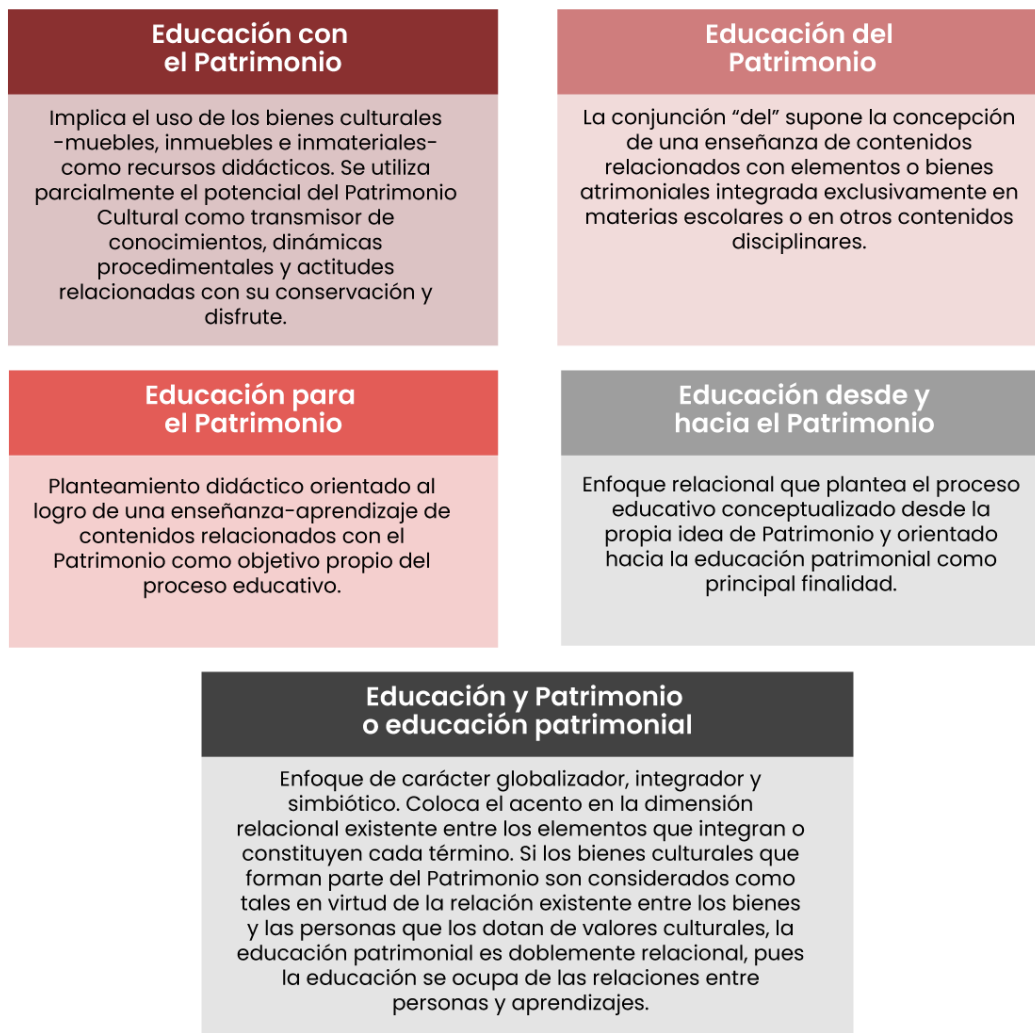 Educación con
el Patrimonio
Implica el uso de los bienes culturales
-muebles, inmuebles e inmateriales-
como recursos didácticos. Se utiliza
parcialmente el potencial del Patrimonio
Cultural como transmisor de
conocimientos, dinámicas
procedimentales y actitudes
relacionadas con su conservación y
disfrute.
Educación del
Patrimonio
La conjunción “del” supone la concepción
de una enseñanza de contenidos
relacionados con elementos o bienes
atrimoniales integrada exclusivamente en
materias escolares o en otros contenidos
disciplinares.
Educación para
el Patrimonio
Planteamiento didáctico orientado al
logro de una enseñanza-aprendizaje de
contenidos relacionados con el
Patrimonio como objetivo propio del
proceso educativo.
Educación desde y
hacia el Patrimonio
Enfoque relacional que plantea el proceso
educativo conceptualizado desde la
propia idea de Patrimonio y orientado
hacia la educación patrimonial como
principal finalidad.
Educación y Patrimonio
o educación patrimonial
Enfoque de carácter globalizador, integrador y
simbiótico. Coloca el acento en la dimensión
relacional existente entre los elementos que integran o
constituyen cada término. Si los bienes culturales que
forman parte del Patrimonio son considerados como
tales en virtud de la relación existente entre los bienes
y las personas que los dotan de valores culturales, la
educación patrimonial es doblemente relacional, pues
la educación se ocupa de las relaciones entre
personas y aprendizajes.